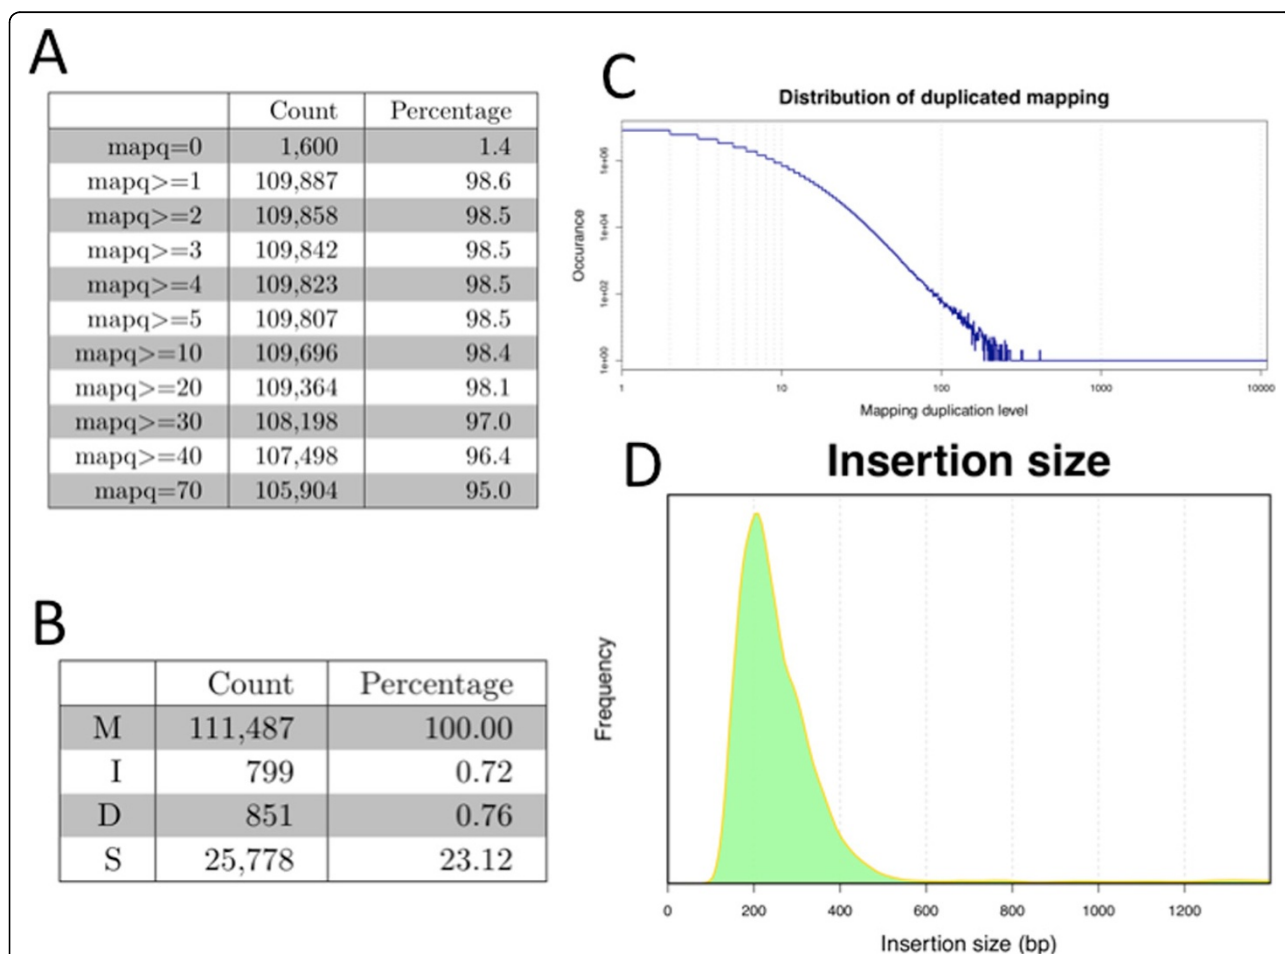 A
Count Percentage
mapq=0 1,600 1.4
mapq>=1 109,887 98.6
mapq>=2 109,858 98.5
mapq>=3 109,842 98.5
mapq>=4 109,823 98.5
mapq>=5 109,807 98.5
mapq>=10 109,696 98.4
mapq>=20 109,364 98.1
mapq>=30 108,198 97.0
mapq>=40 107,498 96.4
mapq=70 105,904 95.0
B
Count Percentage
M 111,487 100.00
I 799 0.72
D 851 0.76
S 25,778 23.12
C
Distribution of duplicated mapping
Occurance
1e+06
1e+04
1e+02
1e+00
1 10 100 1000 10000
Mapping duplication level
D
Insertion size
Frequency
0 200 400 600 800 1000 1200
Insertion size (bp)